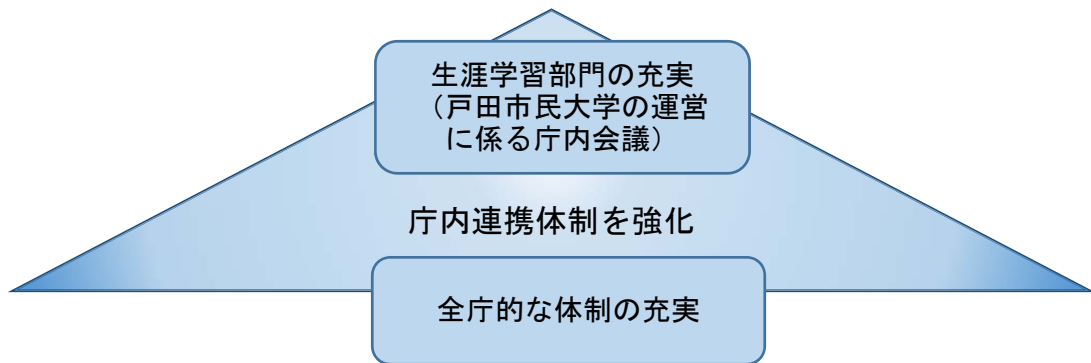 生涯学習部門の充実
（戸田市民大学の運営
に係る庁内会議）
庁内連携体制を強化
全庁的な体制の充実